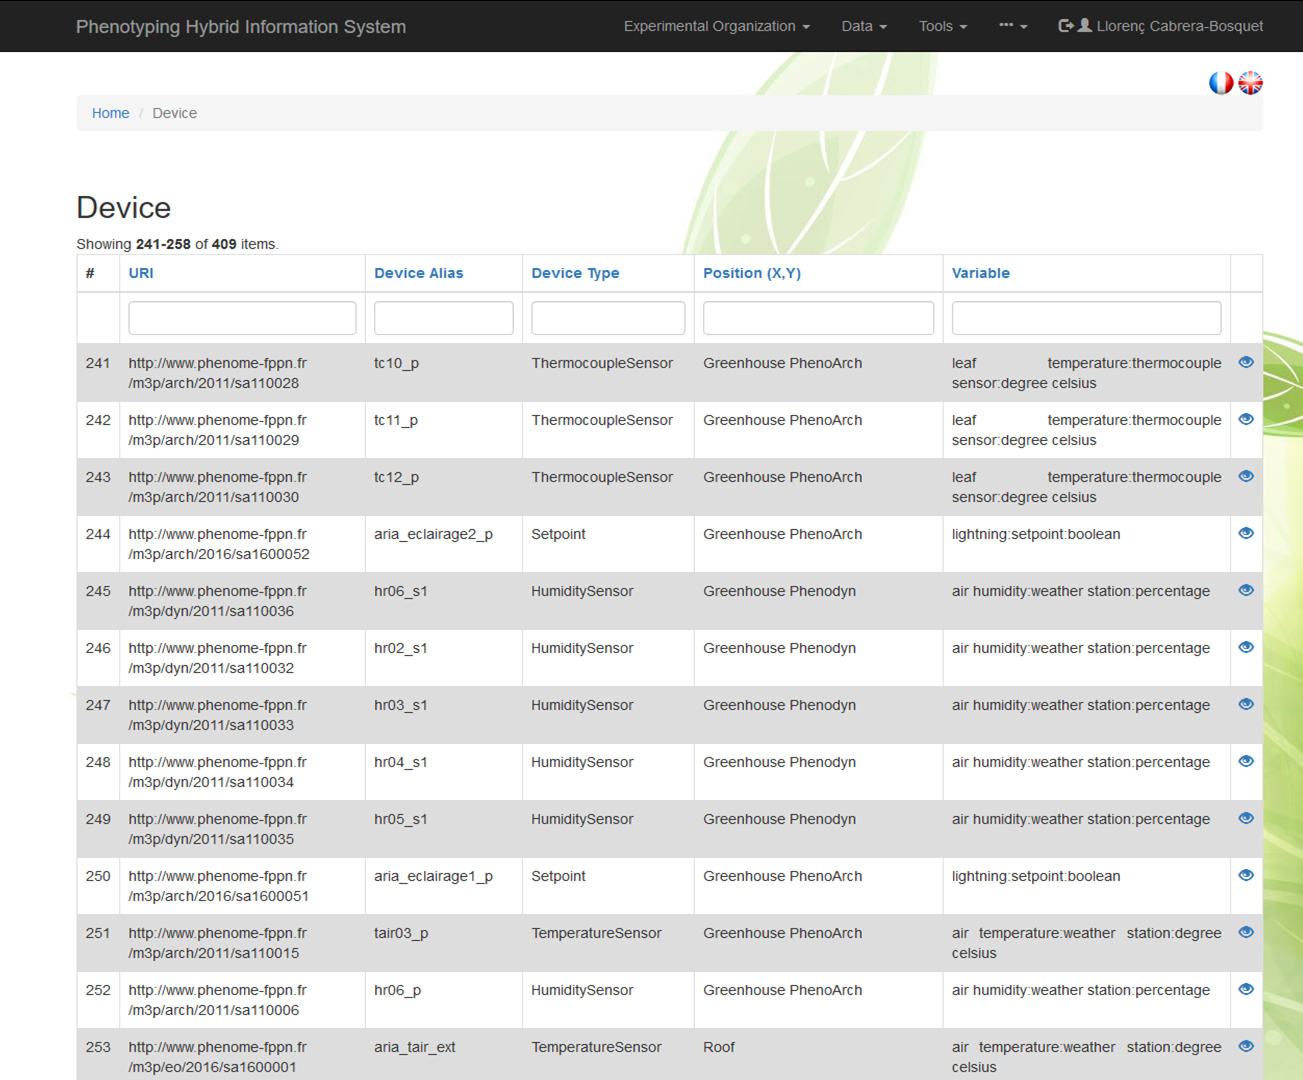 Phenotyping Hybrid Information System Experimental Organization Data Tools ••• Llorenç Cabrera-Bosquet
Home / Device
Device
Showing 241-258 of 409 items.
# URI Device Alias Device Type Position (X,Y) Variable
241 http://www.phenome-fppn.fr tc10_p ThermocoupleSensor Greenhouse PhenoArch leaf temperature:thermocouple
/m3p/arch/2011/sa110028 sensor:degree celsius
242 http://www.phenome-fppn.fr tc11_p ThermocoupleSensor Greenhouse PhenoArch leaf temperature:thermocouple
/m3p/arch/2011/sa110029 sensor:degree celsius
243 http://www.phenome-fppn.fr tc12_p ThermocoupleSensor Greenhouse PhenoArch leaf temperature:thermocouple
/m3p/arch/2011/sa110030 sensor:degree celsius
244 http://www.phenome-fppn.fr aria_eclairage2_p Setpoint Greenhouse PhenoArch lightning:setpoint:boolean
/m3p/arch/2016/sa1600052
245 http://www.phenome-fppn.fr hr06_s1 HumiditySensor Greenhouse Phenodyn air humidity:weather station:percentage
/m3p/dyn/2011/sa110036
246 http://www.phenome-fppn.fr hr02_s1 HumiditySensor Greenhouse Phenodyn air humidity:weather station:percentage
/m3p/dyn/2011/sa110032
247 http://www.phenome-fppn.fr hr03_s1 HumiditySensor Greenhouse Phenodyn air humidity:weather station:percentage
/m3p/dyn/2011/sa110033
248 http://www.phenome-fppn.fr hr04_s1 HumiditySensor Greenhouse Phenodyn air humidity:weather station:percentage
/m3p/dyn/2011/sa110034
249 http://www.phenome-fppn.fr hr05_s1 HumiditySensor Greenhouse Phenodyn air humidity:weather station:percentage
/m3p/dyn/2011/sa110035
250 http://www.phenome-fppn.fr aria_eclairage1_p Setpoint Greenhouse PhenoArch lightning:setpoint:boolean
/m3p/arch/2016/sa1600051
251 http://www.phenome-fppn.fr tair03_p TemperatureSensor Greenhouse PhenoArch air temperature:weather station:degree
/m3p/arch/2011/sa110015 celsius
252 http://www.phenome-fppn.fr hr06_p HumiditySensor Greenhouse PhenoArch air humidity:weather station:percentage
/m3p/arch/2011/sa110006
253 http://www.phenome-fppn.fr aria_tair_ext TemperatureSensor Roof air temperature:weather station:degree
/m3p/eo/2016/sa1600001 celsius